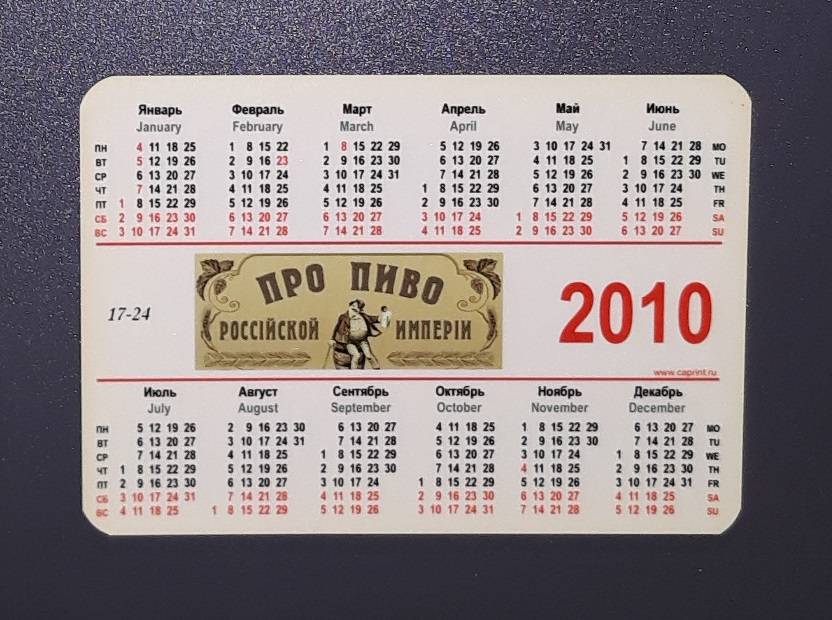 Январь Февраль Март Апрель Май Июнь
January February March April May June
ПН 4 11 18 25 1 8 15 22 1 8 15 22 29 5 12 19 26 3 10 17 24 31 7 14 21 28 MO
ВТ 5 12 19 26 2 9 16 23 2 9 16 23 30 6 13 20 27 4 11 18 25 1 8 15 22 29 TU
СР 6 13 20 27 3 10 17 24 3 10 17 24 31 7 14 21 28 5 12 19 26 2 9 16 23 30 WE
ЧТ 7 14 21 28 4 11 18 25 4 11 18 25 1 8 15 22 29 6 13 20 27 3 10 17 24 TH
ПТ 1 8 15 22 29 5 12 19 26 5 12 19 26 2 9 16 23 30 7 14 21 28 4 11 18 25 FR
СБ 2 9 16 23 30 6 13 20 27 6 13 20 27 3 10 17 24 1 8 15 22 29 5 12 19 26 SA
ВС 3 10 17 24 31 7 14 21 28 7 14 21 28 4 11 18 25 2 9 16 23 30 6 13 20 27 SU
ПРО ПИВО
РОССІЙСКОЙ ИМПЕРІИ
17-24
2010
www.caprint.ru
Июль Август Сентябрь Октябрь Ноябрь Декабрь
July August September October November December
ПН 5 12 19 26 2 9 16 23 30 6 13 20 27 4 11 18 25 1 8 15 22 29 6 13 20 27 MO
ВТ 6 13 20 27 3 10 17 24 31 7 14 21 28 5 12 19 26 2 9 16 23 30 7 14 21 28 TU
СР 7 14 21 28 4 11 18 25 1 8 15 22 29 6 13 20 27 3 10 17 24 1 8 15 22 29 WE
ЧТ 1 8 15 22 29 5 12 19 26 2 9 16 23 30 7 14 21 28 4 11 18 25 2 9 16 23 30 TH
ПТ 2 9 16 23 30 6 13 20 27 3 10 17 24 1 8 15 22 29 5 12 19 26 3 10 17 24 31 FR
СБ 3 10 17 24 31 7 14 21 28 4 11 18 25 2 9 16 23 30 6 13 20 27 4 11 18 25 SA
ВС 4 11 18 25 1 8 15 22 29 5 12 19 26 3 10 17 24 31 7 14 21 28 5 12 19 26 SU